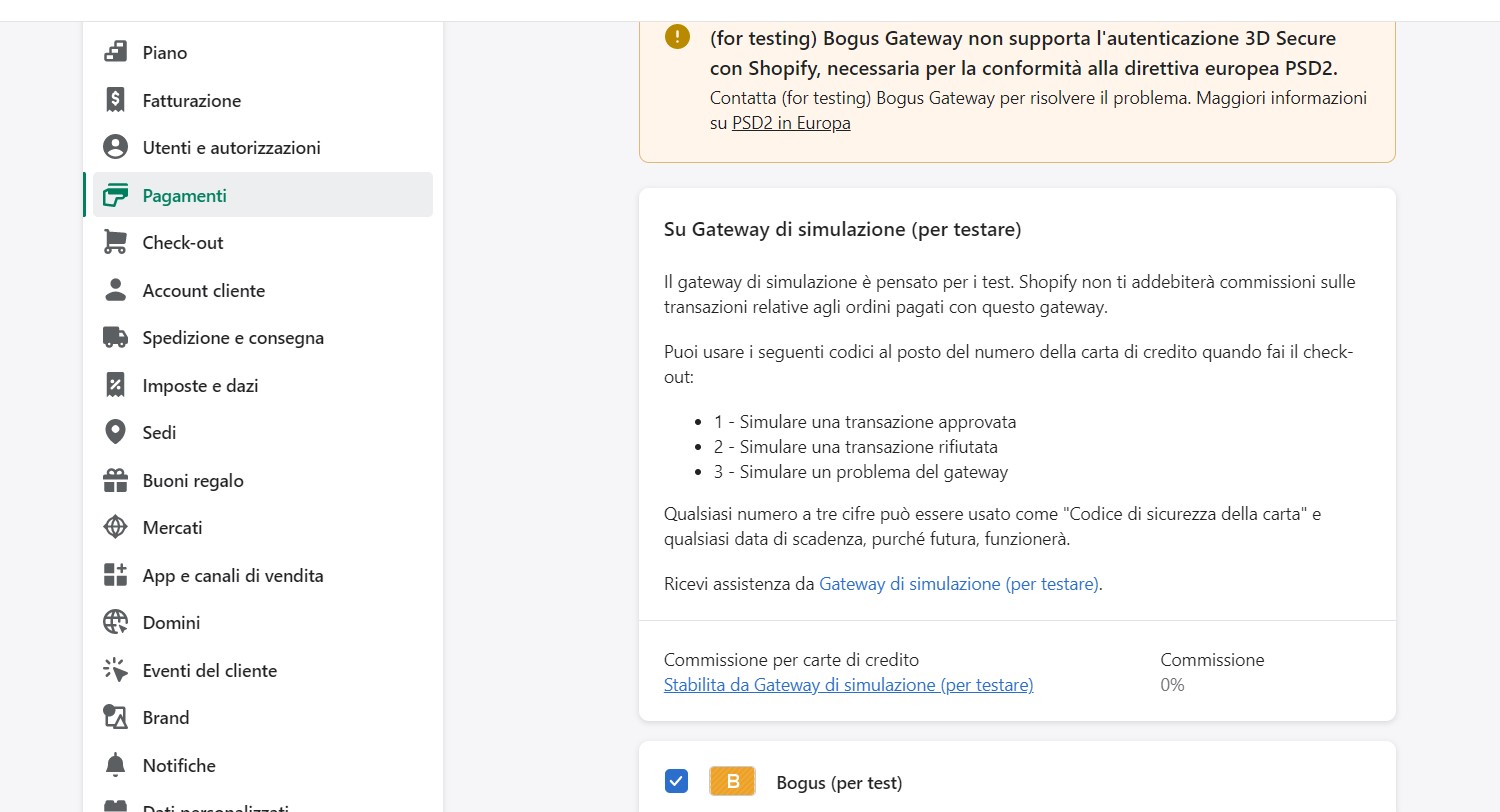 Piano
Fatturazione
Utenti e autorizzazioni
Pagamenti
Check-out
Account cliente
Spedizione e consegna
Imposte e dazi
Sedi
Buoni regalo
Mercati
App e canali di vendita
Domini
Eventi del cliente
Brand
Notifiche
Dati personalizzati
(for testing) Bogus Gateway non supporta l'autenticazione 3D Secure
con Shopify, necessaria per la conformità alla direttiva europea PSD2.
Contatta (for testing) Bogus Gateway per risolvere il problema. Maggiori informazioni
su PSD2 in Europa
Su Gateway di simulazione (per testare)
Il gateway di simulazione è pensato per i test. Shopify non ti addebiterà commissioni sulle
transazioni relative agli ordini pagati con questo gateway.
Puoi usare i seguenti codici al posto del numero della carta di credito quando fai il check-
out:
• 1 - Simulare una transazione approvata
• 2 - Simulare una transazione rifiutata
• 3 - Simulare un problema del gateway
Qualsiasi numero a tre cifre può essere usato come "Codice di sicurezza della carta" e
qualsiasi data di scadenza, purché futura, funzionerà.
Ricevi assistenza da Gateway di simulazione (per testare).
Commissione per carte di credito
Stabilita da Gateway di simulazione (per testare)
Commissione
0%
B Bogus (per test)